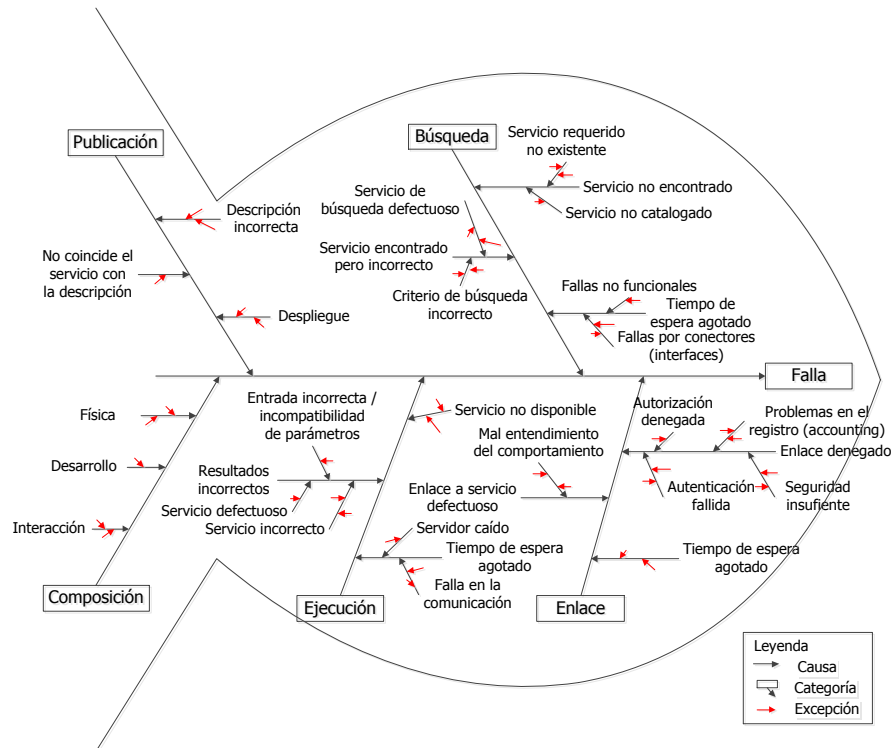 Publicación
Búsqueda
Servicio requerido
no existente
Servicio no encontrado
Servicio no catalogado
Servicio de
búsqueda defectuoso
Servicio encontrado
pero incorrecto
Criterio de búsqueda
incorrecto
Descripción
incorrecta
No coincide el
servicio con
la descripción
Despliegue
Fallas no funcionales
Tiempo de
espera agotado
Fallas por conectores
(interfaces)
Falla
Física
Desarrollo
Interacción
Composición
Entrada incorrecta /
incompatibilidad
de parámetros
Servicio no disponible
Resultados
incorrectos
Servicio defectuoso
Servicio incorrecto
Servidor caído
Tiempo de espera
agotado
Falla en la
comunicación
Ejecución
Mal entendimiento
del comportamiento
Enlace a servicio
defectuoso
Autorización
denegada
Problemas en el
registro (accounting)
Enlace denegado
Autenticación
fallida
Seguridad
insufiente
Tiempo de espera
agotado
Enlace
Leyenda
Causa
Categoría
Excepción